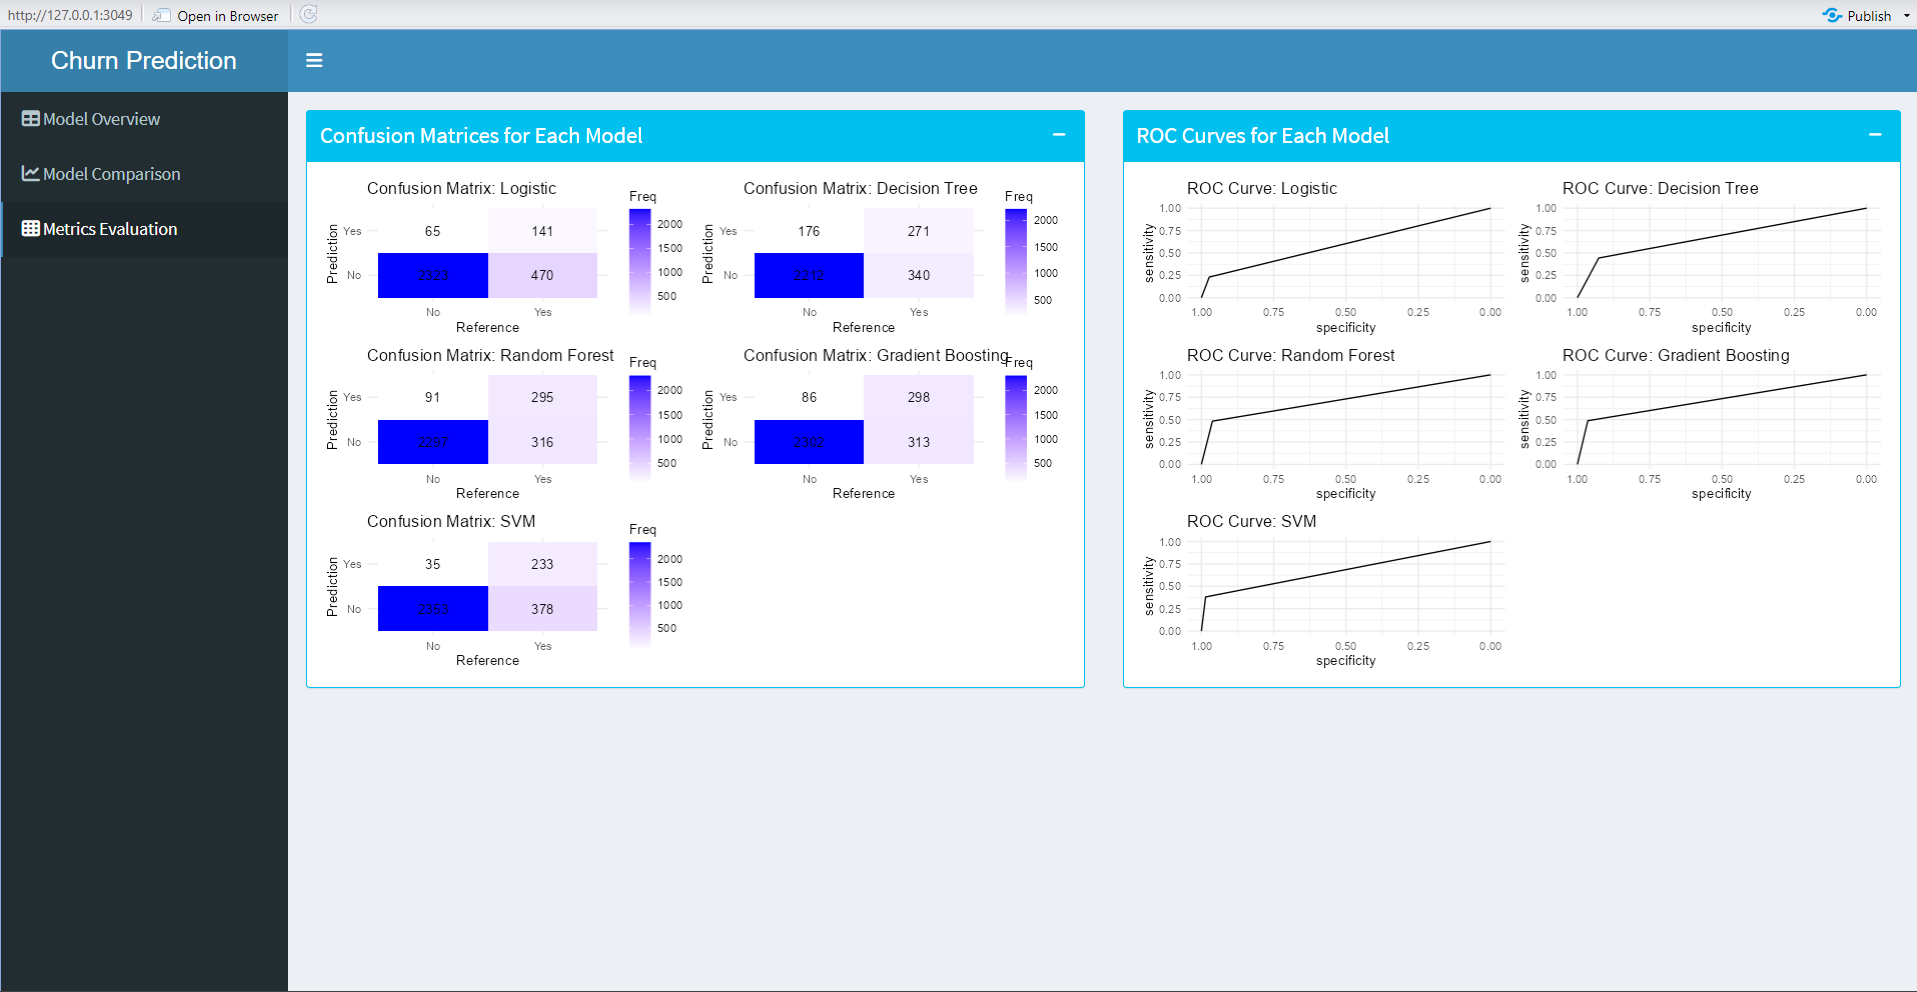 http://127.0.0.1:3049 Open in Browser Publish
Churn Prediction
Model Overview
Model Comparison
Metrics Evaluation
Confusion Matrices for Each Model
Confusion Matrix: Logistic
Freq
Prediction
Yes 65 141
No 2323 470
No Yes
Reference
2000
1500
1000
500
Confusion Matrix: Decision Tree
Freq
Prediction
Yes 176 271
No 2212 340
No Yes
Reference
2000
1500
1000
500
Confusion Matrix: Random Forest
Freq
Prediction
Yes 91 295
No 2297 316
No Yes
Reference
2000
1500
1000
500
Confusion Matrix: Gradient Boosting
Freq
Prediction
Yes 86 298
No 2302 313
No Yes
Reference
2000
1500
1000
500
Confusion Matrix: SVM
Freq
Prediction
Yes 35 233
No 2353 378
No Yes
Reference
2000
1500
1000
500
ROC Curves for Each Model
ROC Curve: Logistic
sensitivity
1.00
0.75
0.50
0.25
0.00
1.00 0.75 0.50 0.25 0.00
specificity
ROC Curve: Decision Tree
sensitivity
1.00
0.75
0.50
0.25
0.00
1.00 0.75 0.50 0.25 0.00
specificity
ROC Curve: Random Forest
sensitivity
1.00
0.75
0.50
0.25
0.00
1.00 0.75 0.50 0.25 0.00
specificity
ROC Curve: Gradient Boosting
sensitivity
1.00
0.75
0.50
0.25
0.00
1.00 0.75 0.50 0.25 0.00
specificity
ROC Curve: SVM
sensitivity
1.00
0.75
0.50
0.25
0.00
1.00 0.75 0.50 0.25 0.00
specificity